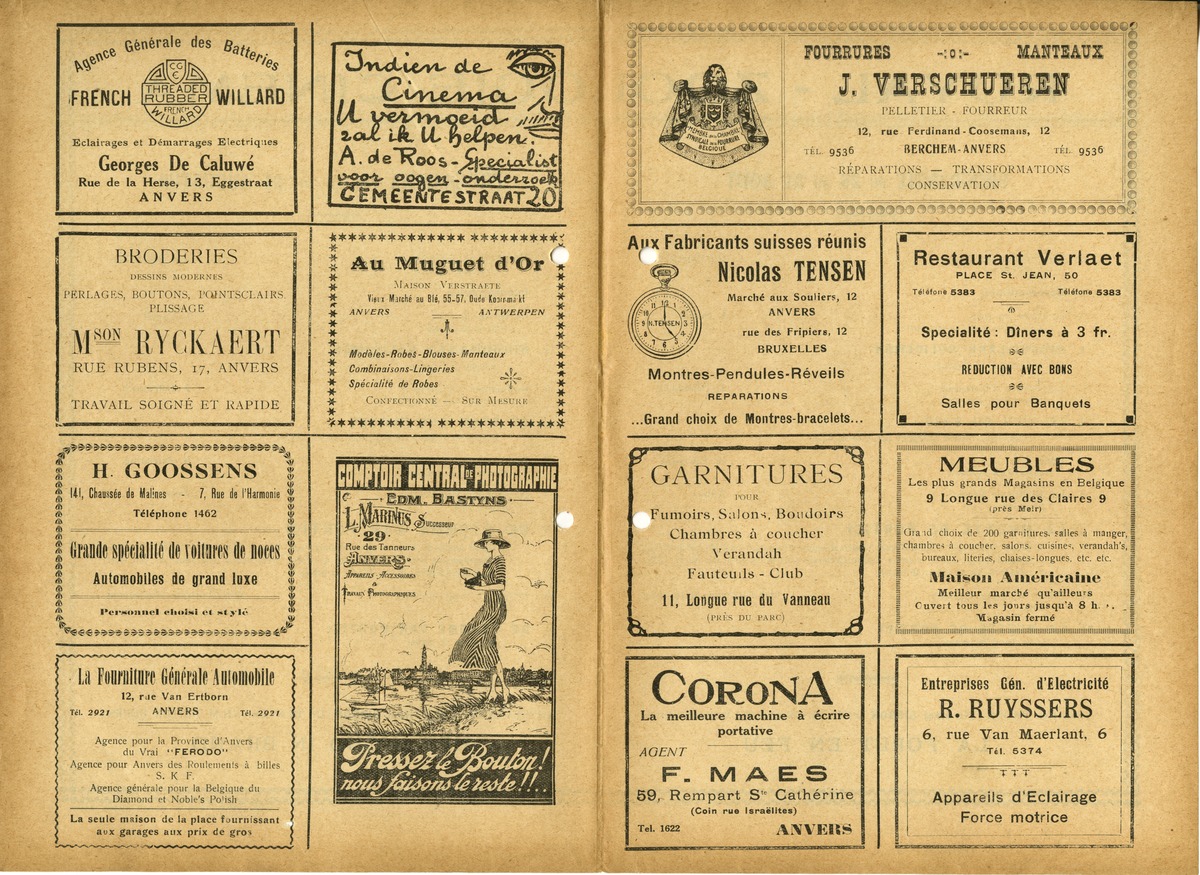 Agence Générale des Batteries
FRENCH WILLARD
CG
E
THREADED
RUBBER
FRENCH
WILLARD
Eclairages et Démarrages Electriques
Georges De Caluwé
Rue de la Herse, 13, Eggestraat
ANVERS
Indien de
Cinema
U vermoeid
zal ik U helpen.
A. de Roos - Specialist
voor oogen-onderzoek
GEMEENTESTRAAT 20
BRODERIES
DESSINS MODERNES
PERLAGES, BOUTONS, POINTSCLAIRS
PLISSAGE
MSON RYCKAERT
RUE RUBENS, 17, ANVERS
TRAVAIL SOIGNÉ ET RAPIDE
Au Muguet d'Or
MAISON VERSTRAETE
Vieux Marché au Blé, 55-57, Oude Koornmarkt
ANVERS ANTWERPEN
Modèles-Robes-Blouses-Manteaux
Combinaisons-Lingeries
Spécialité de Robes
CONFECTIONNÉ — SUR MESURE
H. GOOSSENS
141, Chaussée de Malines - 7, Rue de l'Harmonie
Téléphone 1462
Grande spécialité de voitures de noces
Automobiles de grand luxe
Personnel choisi et stylé
COMPTOIR CENTRAL DE PHOTOGRAPHIE
EDM. BASTYNS
L. MARINUS, Successeur
29
Rue des Tanneurs
ANVERS
APPAREILS - ACCESSOIRES
TRAVAUX PHOTOGRAPHIQUES
Pressez le Bouton!
nous faisons le reste!!..
La Fourniture Générale Automobile
12, rue Van Ertborn
Tél. 2921 ANVERS Tél. 2921
Agence pour la Province d'Anvers
du Vrai "FERODO"
Agence pour Anvers des Roulements à billes
S. K. F.
Agence générale pour la Belgique du
Diamond et Noble's Polish
La seule maison de la place fournissant
aux garages aux prix de gros
FOURRURES -:o:- MANTEAUX
J. VERSCHUEREN
PELLETIER - FOURREUR
12, rue Ferdinand-Coosemans, 12
TÉL. 9536 BERCHEM-ANVERS TÉL. 9536
RÉPARATIONS — TRANSFORMATIONS
CONSERVATION
MEMBRE DE LA CHAMBRE
SYNDICALE DE LA FOURRURE
BELGIQUE
Aux Fabricants suisses réunis
Nicolas TENSEN
N.TENSEN
Marché aux Souliers, 12
ANVERS
rue des Fripiers, 12
BRUXELLES
Montres-Pendules-Réveils
REPARATIONS
...Grand choix de Montres-bracelets...
Restaurant Verlaet
PLACE St. JEAN, 50
Téléfone 5383 Téléfone 5383
Specialité : Dîners à 3 fr.
REDUCTION AVEC BONS
Salles pour Banquets
GARNITURES
POUR
Fumoirs, Salons, Boudoirs
Chambres à coucher
Verandah
Fauteuils - Club
11, Longue rue du Vanneau
(PRÈS DU PARC)
MEUBLES
Les plus grands Magasins en Belgique
9 Longue rue des Claires 9
(près Meir)
Grand choix de 200 garnitures, salles à manger,
chambres à coucher, salons, cuisines, verandah's,
bureaux, literies, chaises-longues, etc. etc.
Maison Américaine
Meilleur marché qu'ailleurs
Ouvert tous les jours jusqu'à 8 h.
Magasin fermé
CORONA
La meilleure machine à écrire
portative
AGENT
F. MAES
59, Rempart Ste Cathérine
(Coin rue Israëlites)
Tel. 1622 ANVERS
Entreprises Gén. d'Electricité
R. RUYSSERS
6, rue Van Maerlant, 6
Tél. 5374
Appareils d'Eclairage
Force motrice